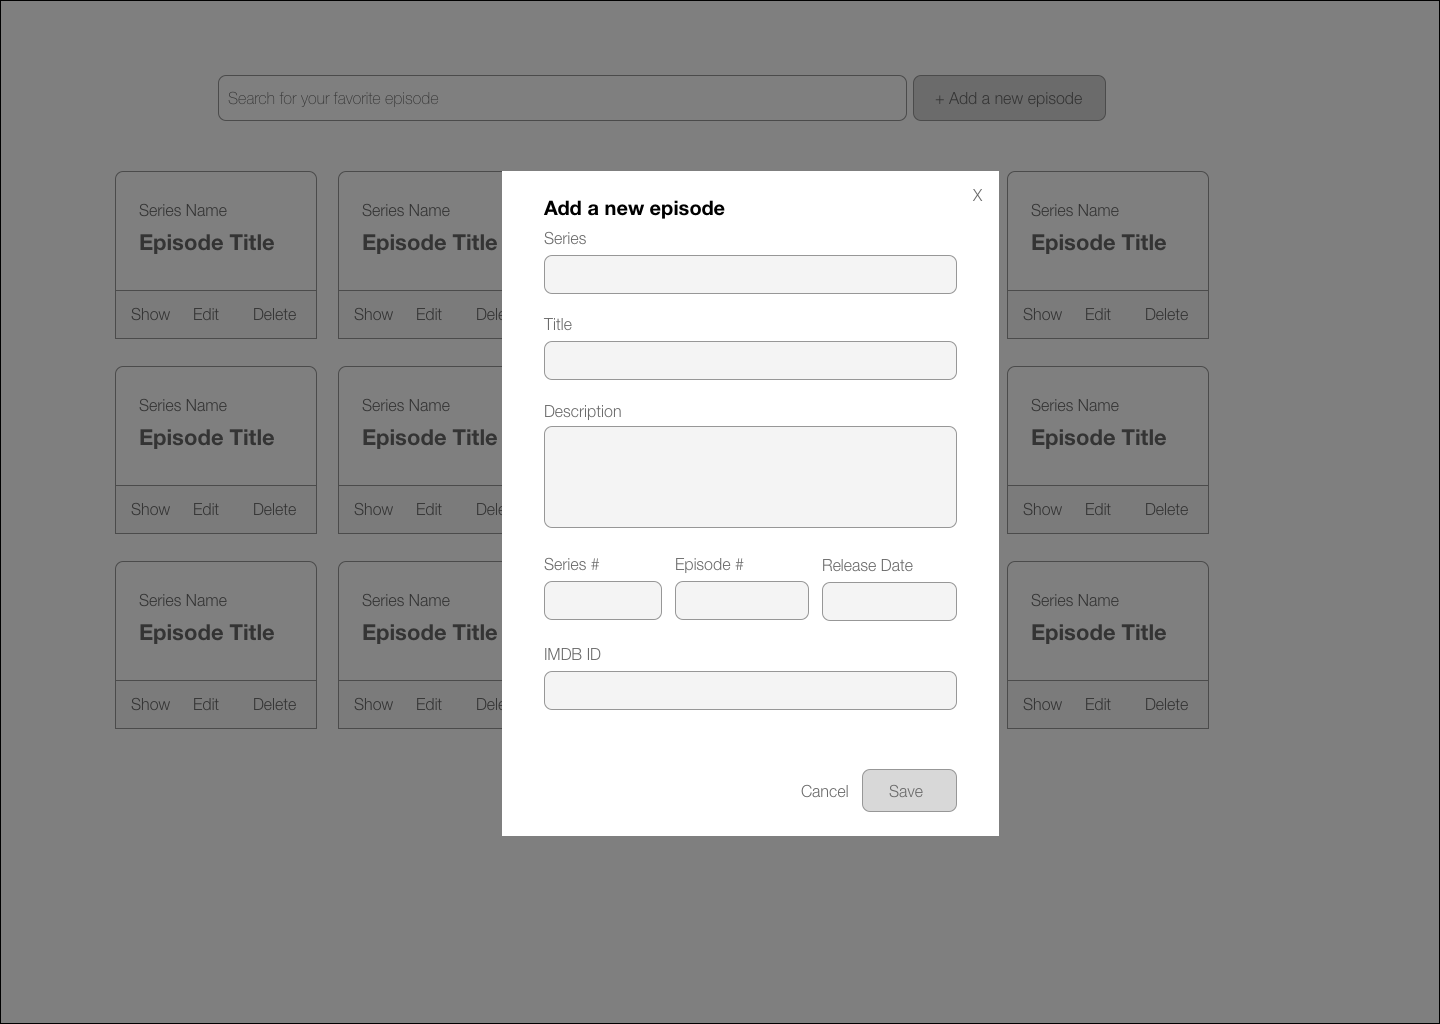 Search for your favorite episode
+ Add a new episode
Series Name
Episode Title
Show Edit Delete
Series Name
Episode Title
Show Edit Dele
Series Name
Episode Title
Show Edit Delete
Series Name
Episode Title
Show Edit Delete
Series Name
Episode Title
Show Edit Dele
Series Name
Episode Title
Show Edit Delete
Series Name
Episode Title
Show Edit Delete
Series Name
Episode Title
Show Edit Dele
Series Name
Episode Title
Show Edit Delete
X
Add a new episode
Series
Title
Description
Series # Episode # Release Date
IMDB ID
Cancel Save